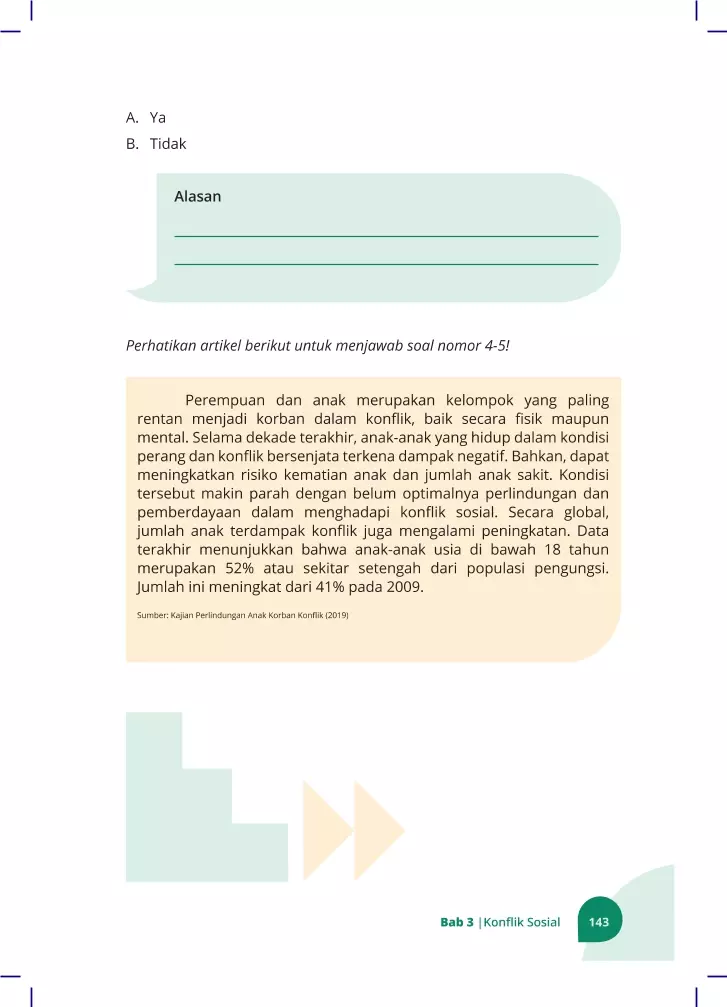 A. Ya
B. Tidak
Alasan
Perhatikan artikel berikut untuk menjawab soal nomor 4-5!
Perempuan dan anak merupakan kelompok yang paling
rentan menjadi korban dalam konflik, baik secara fisik maupun
mental. Selama dekade terakhir, anak-anak yang hidup dalam kondisi
perang dan konflik bersenjata terkena dampak negatif. Bahkan, dapat
meningkatkan risiko kematian anak dan jumlah anak sakit. Kondisi
tersebut makin parah dengan belum optimalnya perlindungan dan
pemberdayaan dalam menghadapi konflik sosial. Secara global,
jumlah anak terdampak konflik juga mengalami peningkatan. Data
terakhir menunjukkan bahwa anak-anak usia di bawah 18 tahun
merupakan 52% atau sekitar setengah dari populasi pengungsi.
Jumlah ini meningkat dari 41% pada 2009.
Sumber: Kajian Perlindungan Anak Korban Konflik (2019)
Bab 3 |Konflik Sosial 143